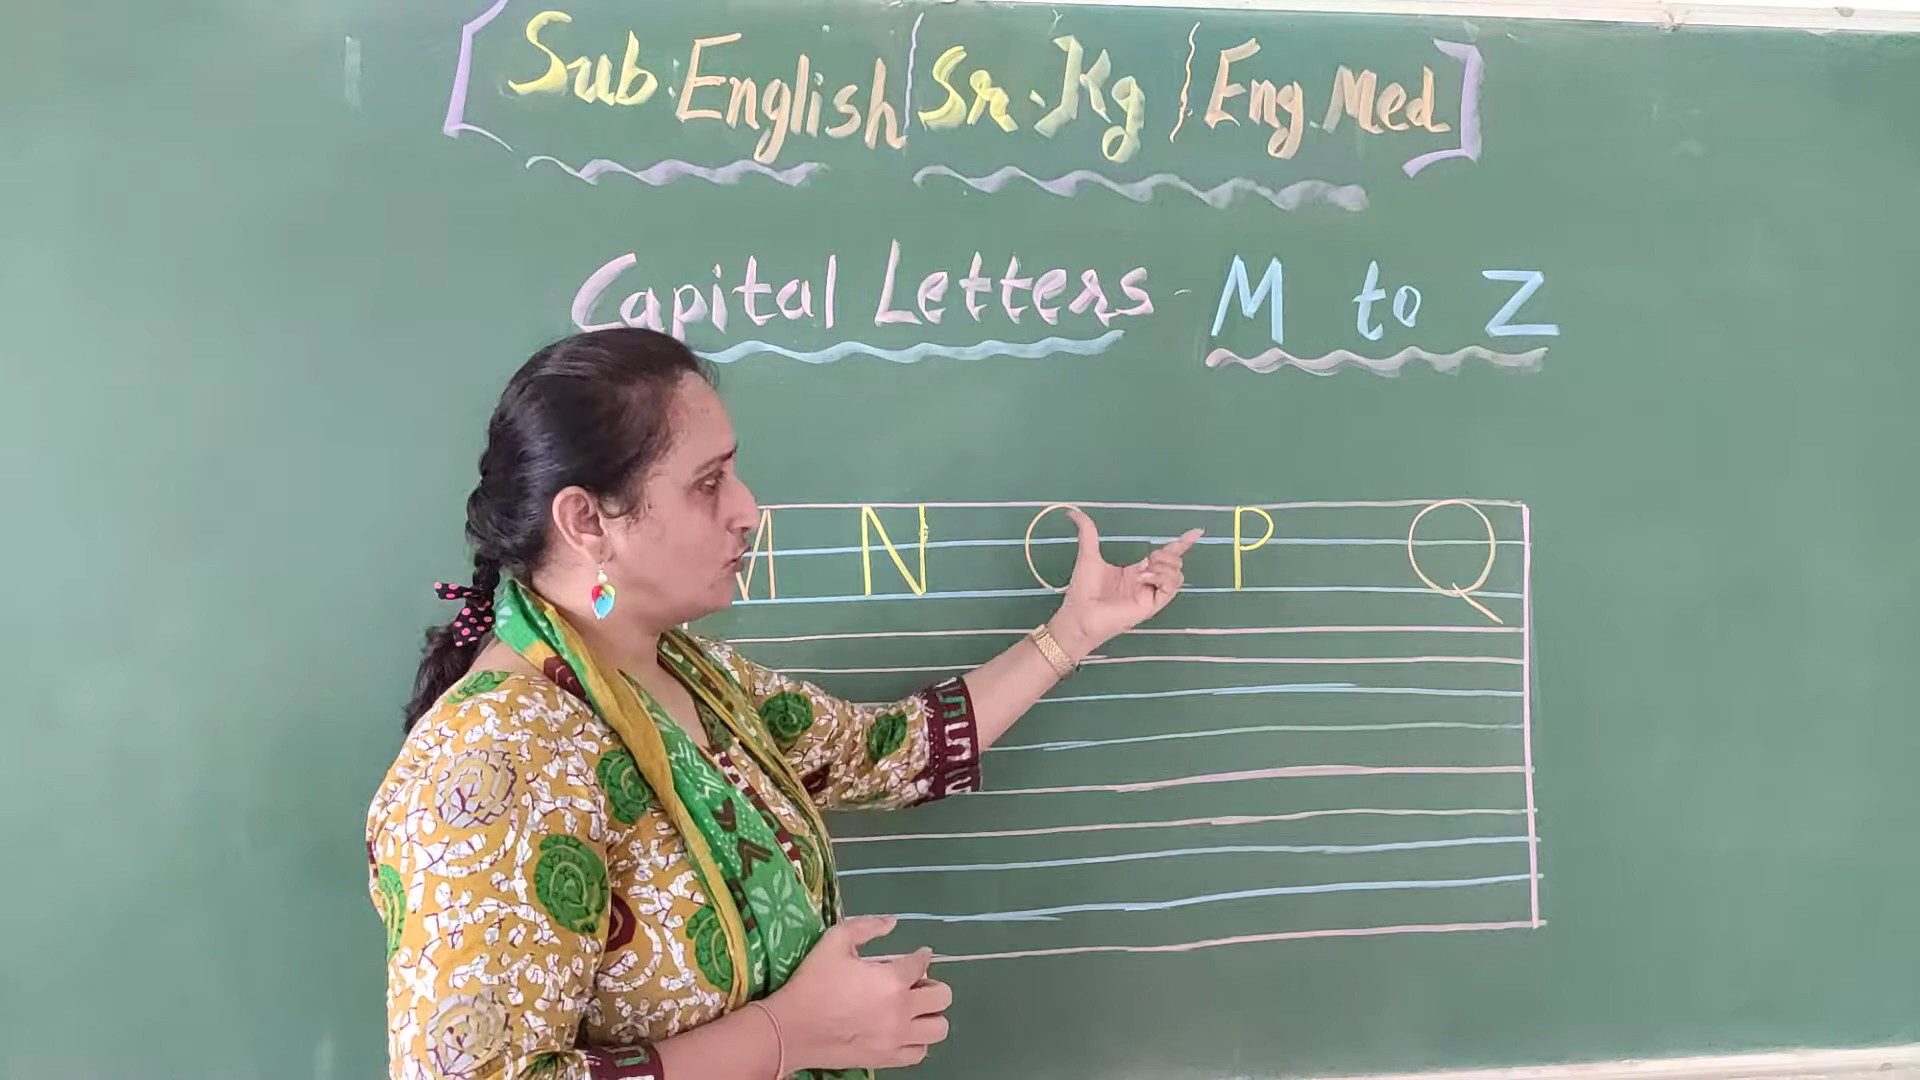 [Sub. English | Sr. Kg | Eng. Med]
Capital Letters - M to Z
M N O P Q